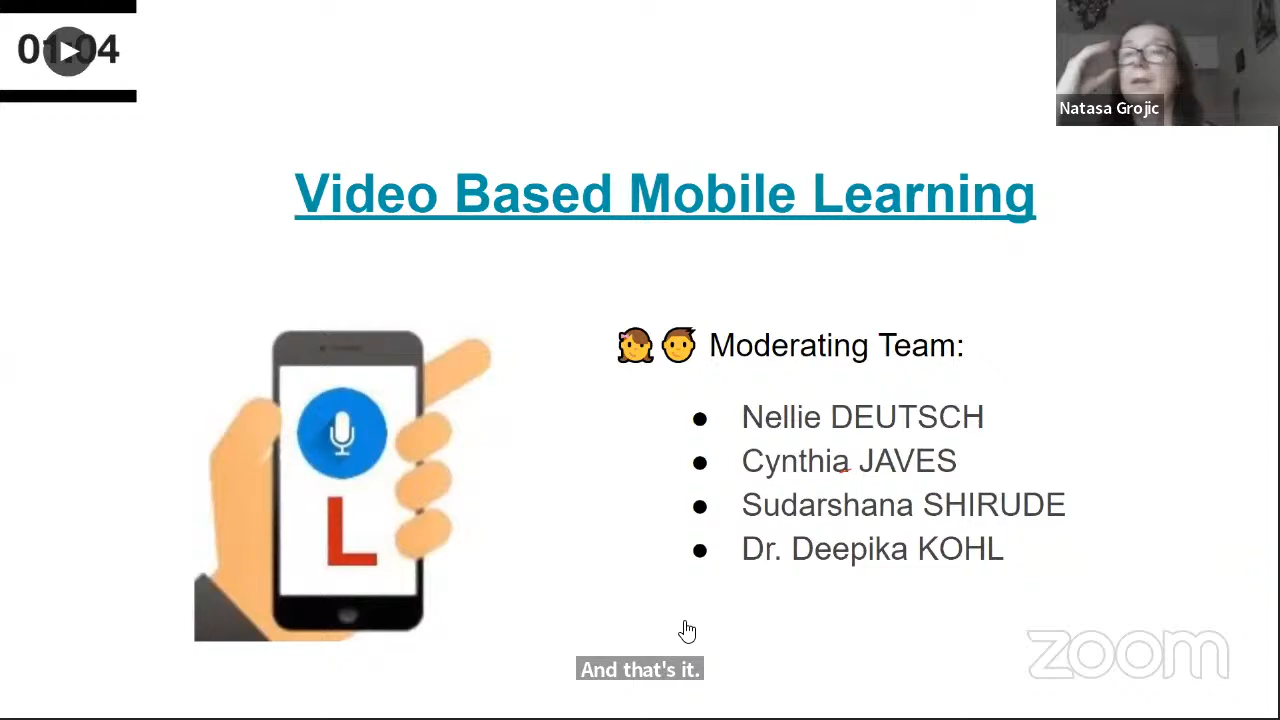 01:04
Natasa Grojic
Video Based Mobile Learning
Moderating Team:
● Nellie DEUTSCH
● Cynthia JAVES
● Sudarshana SHIRUDE
● Dr. Deepika KOHL
L
And that's it.
zoom